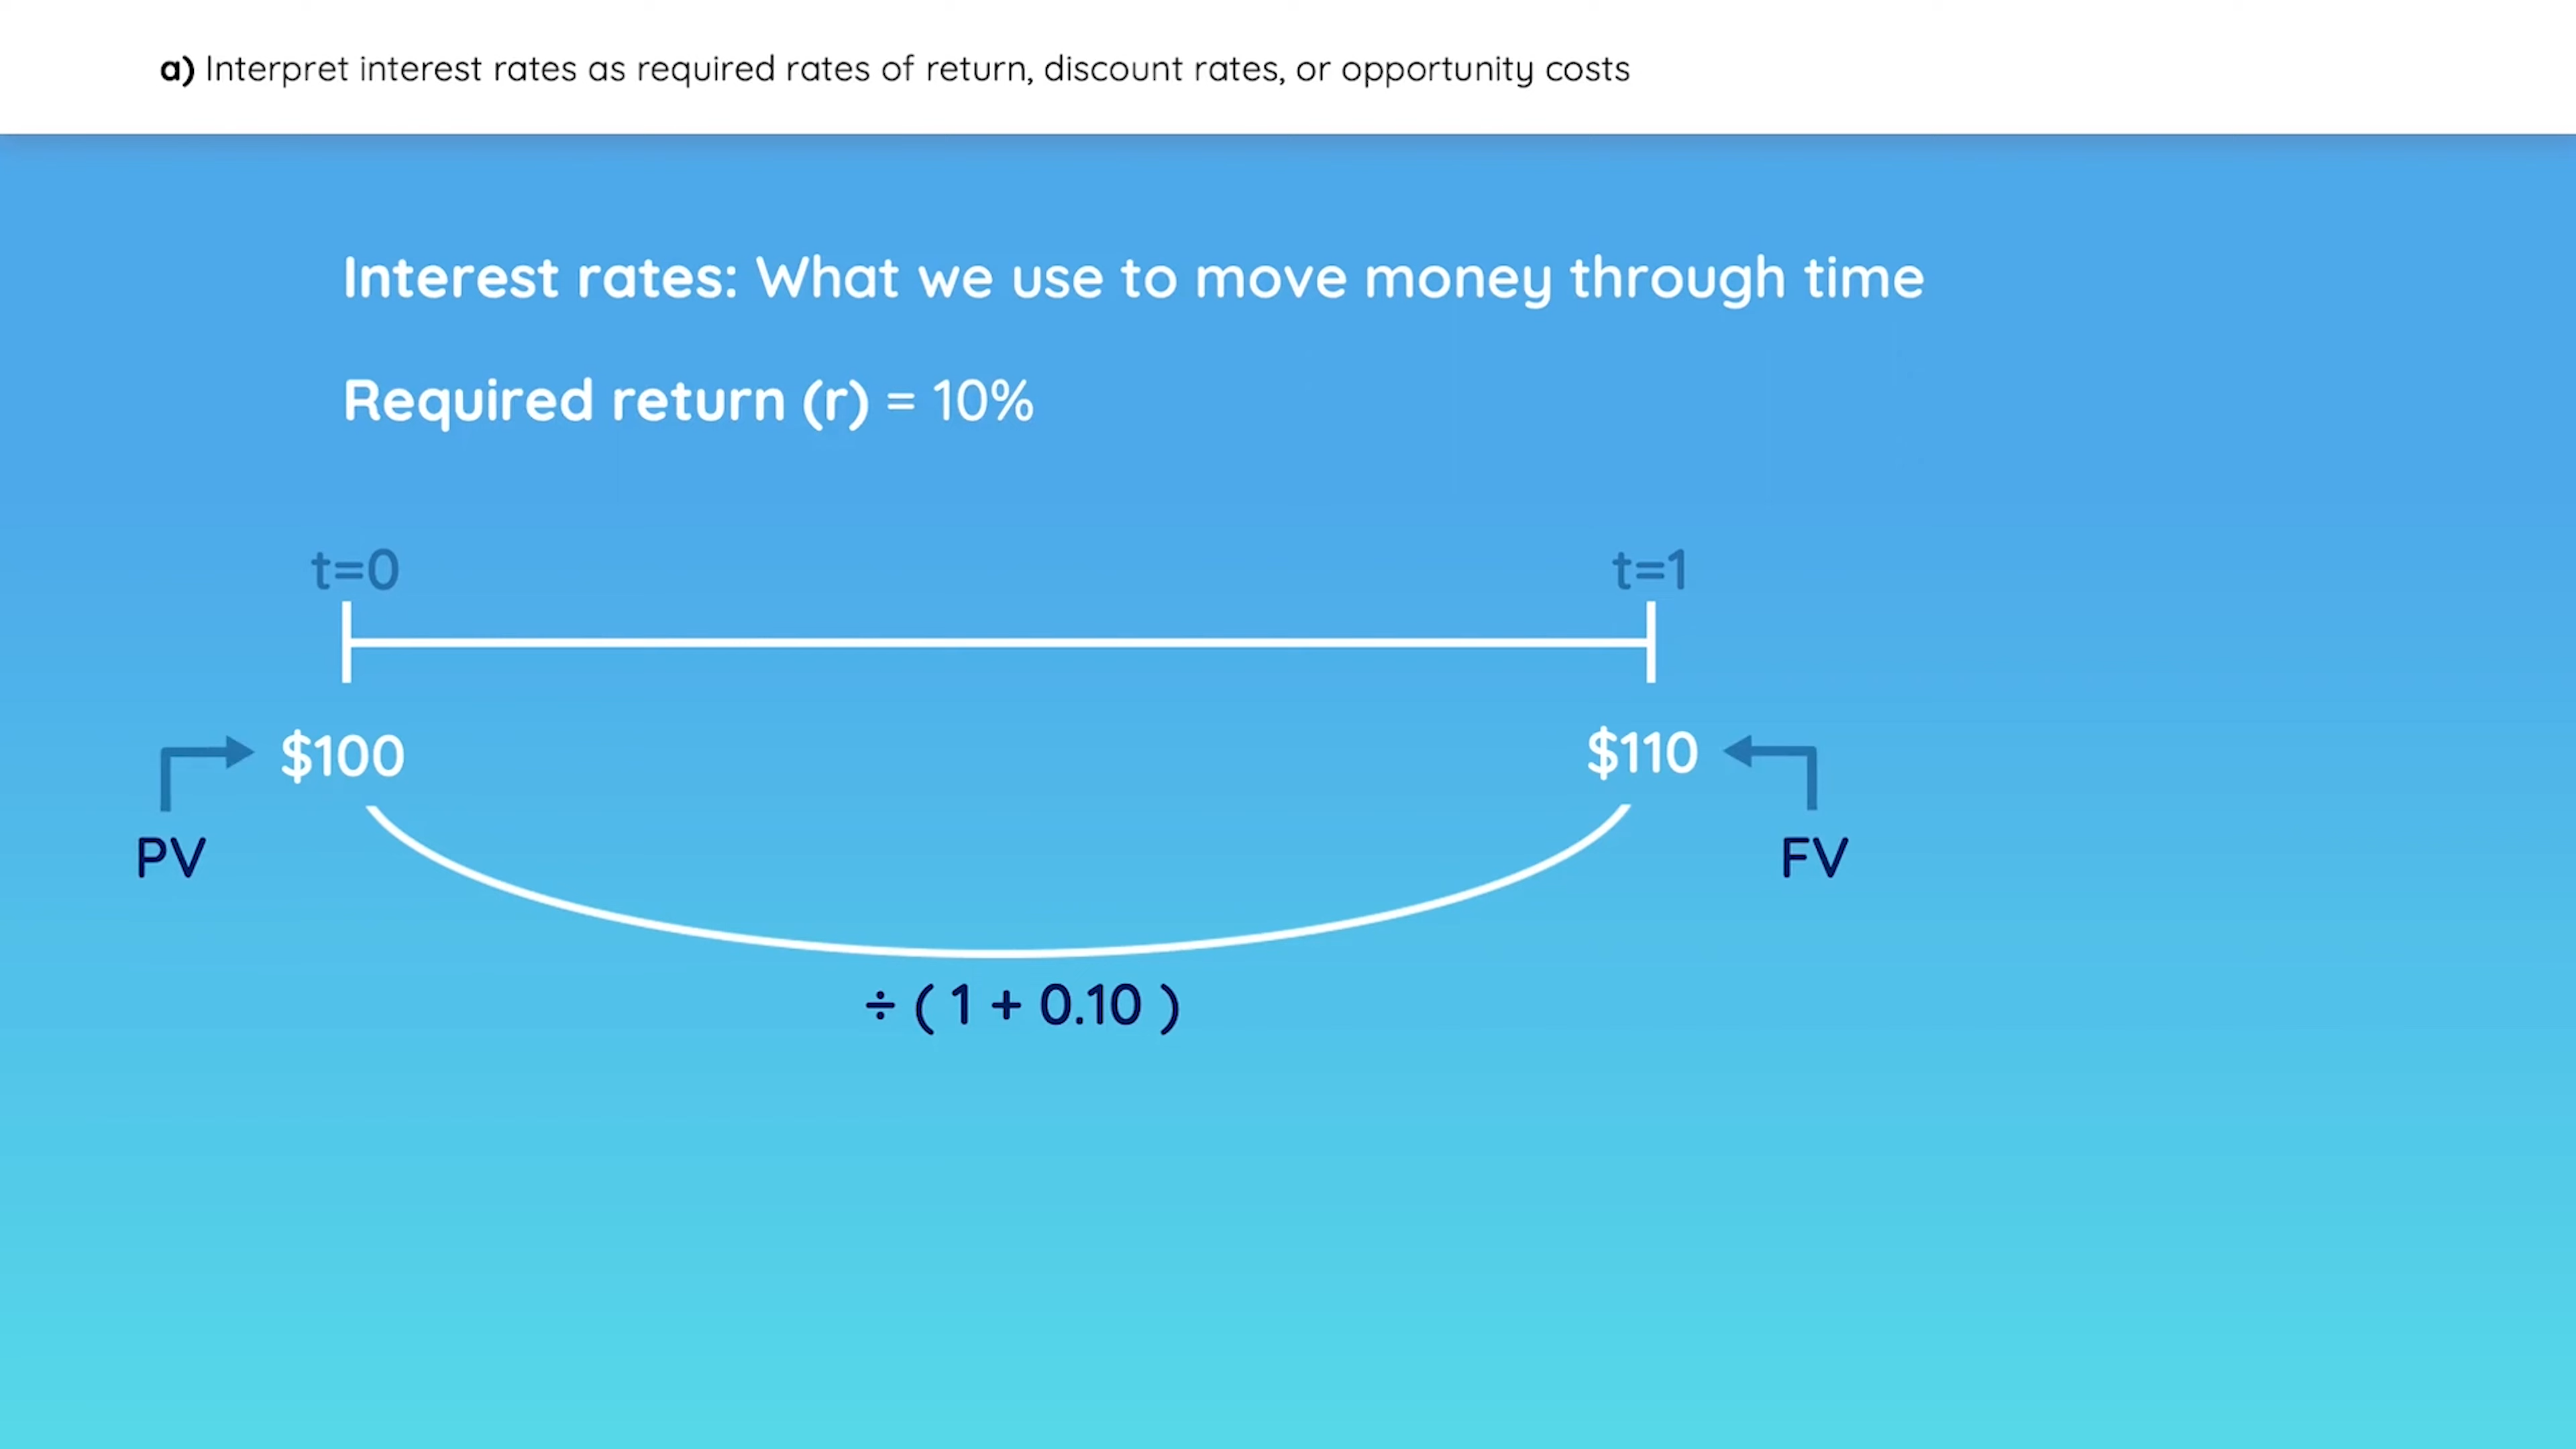 a) Interpret interest rates as required rates of return, discount rates, or opportunity costs
Interest rates: What we use to move money through time
Required return (r) = 10%
t=0 t=1
$100 $110
PV FV
÷ ( 1 + 0.10 )